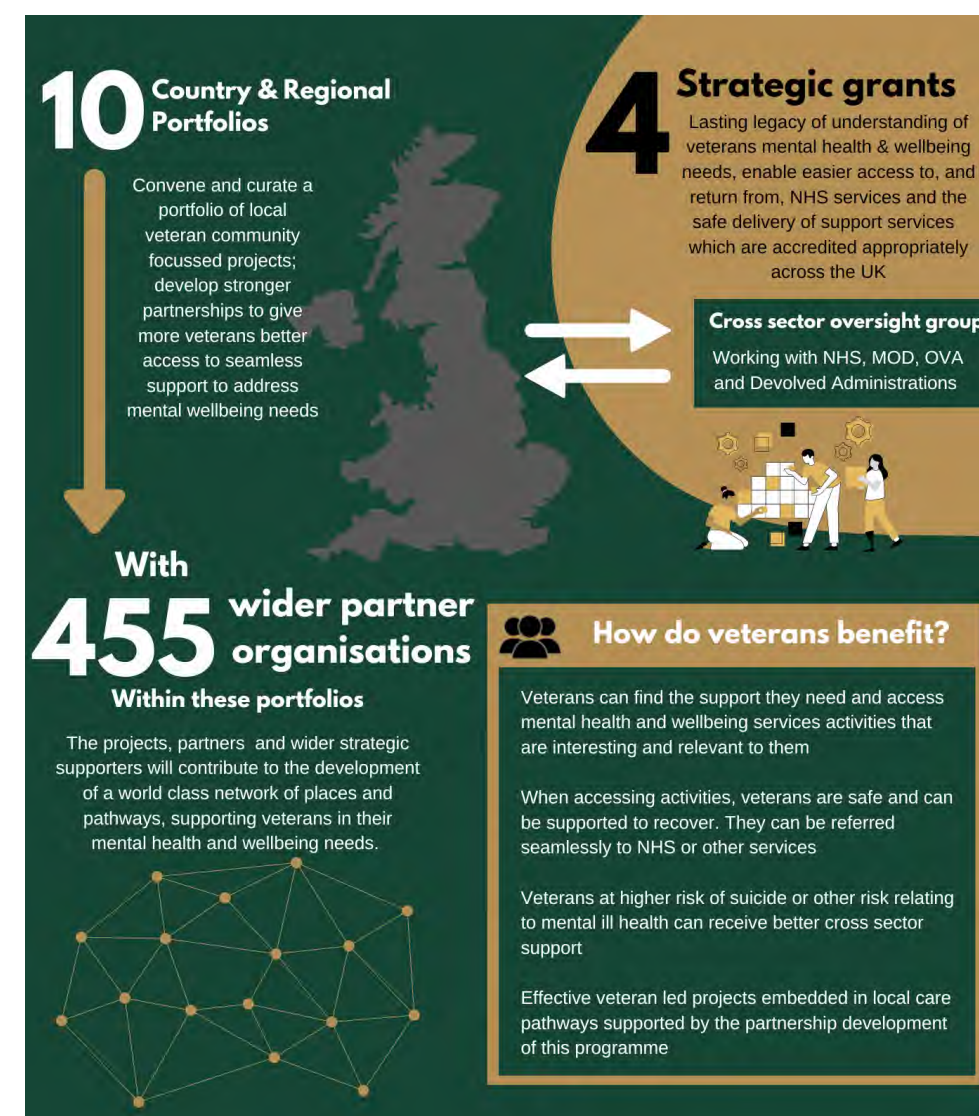 10
Country & Regional
Portfolios
Convene and curate a
portfolio of local
veteran community
focussed projects;
develop stronger
partnerships to give
more veterans better
access to seamless
support to address
mental wellbeing needs
4
Strategic grants
Lasting legacy of understanding of
veterans mental health & wellbeing
needs, enable easier access to, and
return from, NHS services and the
safe delivery of support services
which are accredited appropriately
across the UK
Cross sector oversight group
Working with NHS, MOD, OVA
and Devolved Administrations
With
455
wider partner
organisations
Within these portfolios
The projects, partners and wider strategic
supporters will contribute to the development
of a world class network of places and
pathways, supporting veterans in their
mental health and wellbeing needs.
How do veterans benefit?
Veterans can find the support they need and access
mental health and wellbeing services activities that
are interesting and relevant to them
When accessing activities, veterans are safe and can
be supported to recover. They can be referred
seamlessly to NHS or other services
Veterans at higher risk of suicide or other risk relating
to mental ill health can receive better cross sector
support
Effective veteran led projects embedded in local care
pathways supported by the partnership development
of this programme